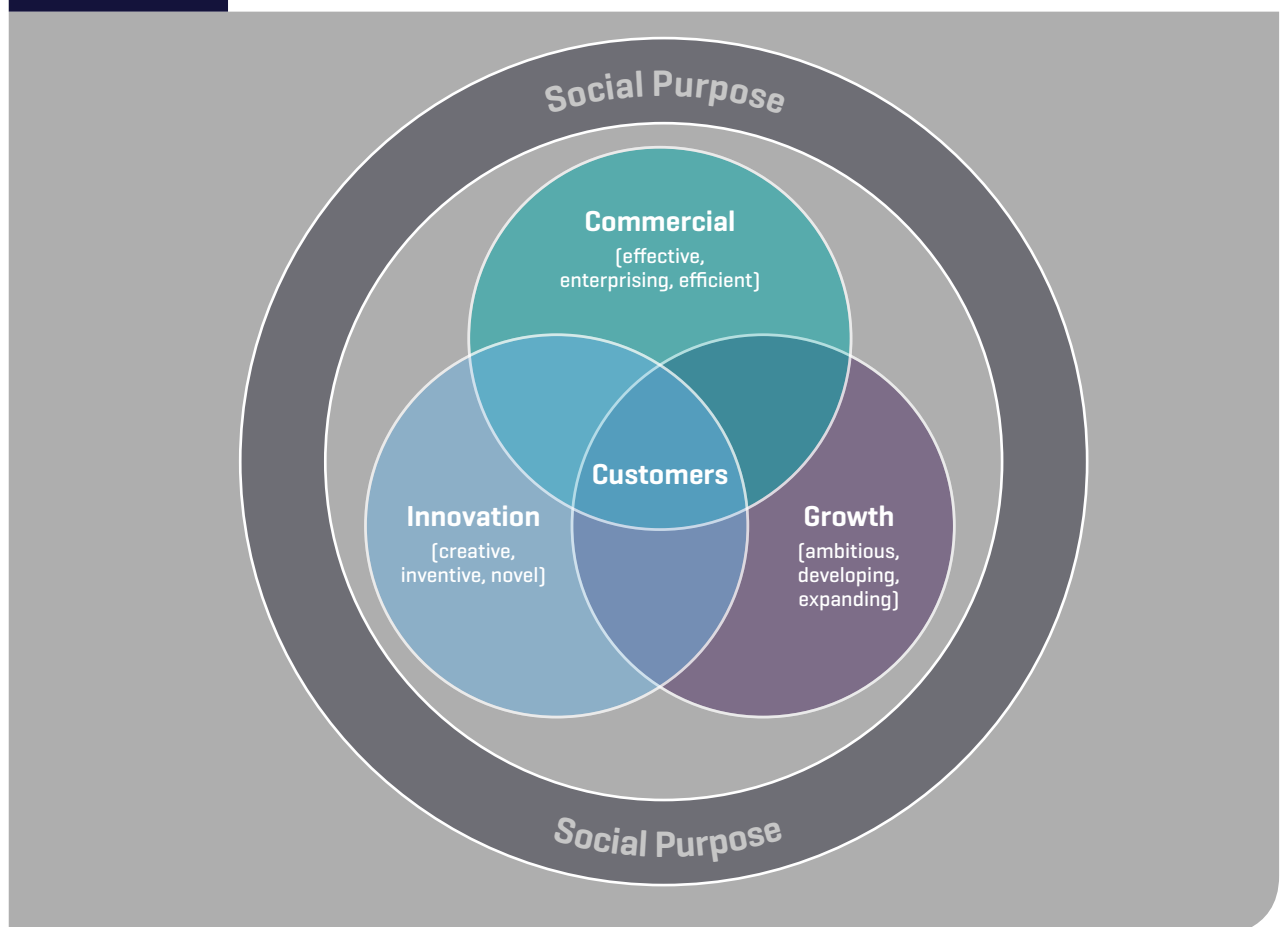 Social Purpose
Commercial
(effective,
enterprising, efficient)
Customers
Innovation
(creative,
inventive, novel)
Growth
(ambitious,
developing,
expanding)
Social Purpose